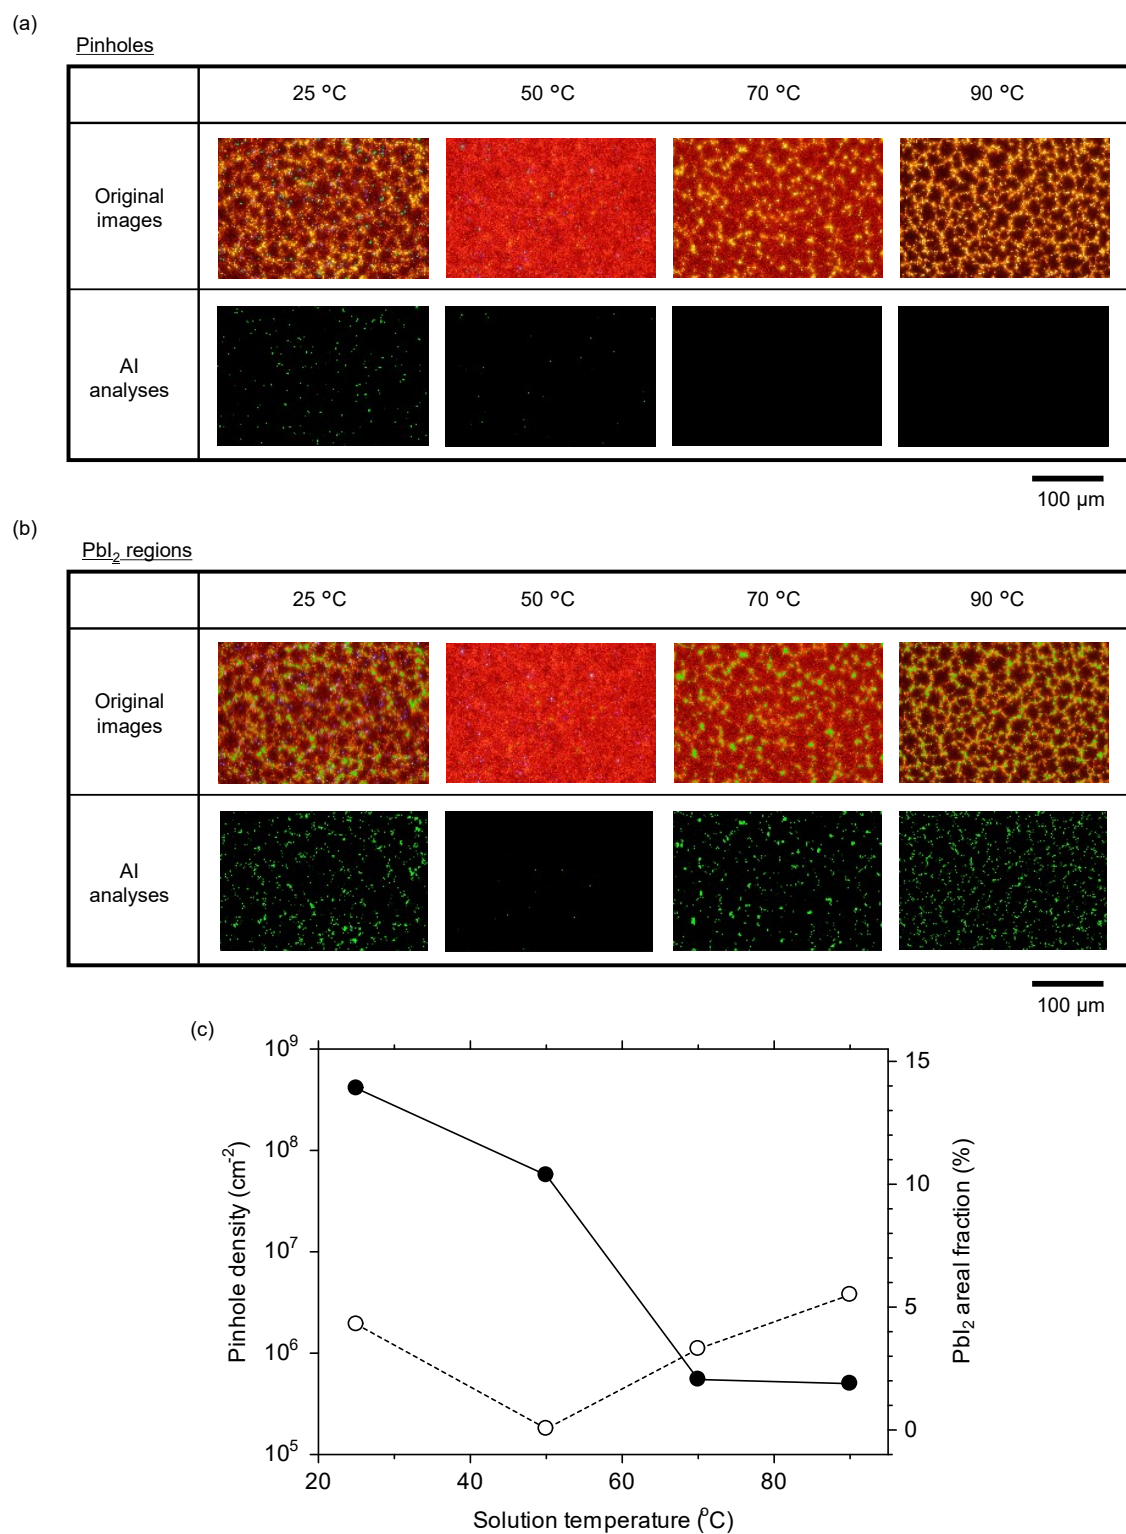 (a)
Pinholes
25 °C 50 °C 70 °C 90 °C
Original
images
AI
analyses
100 µm
(b)
PbI2 regions
25 °C 50 °C 70 °C 90 °C
Original
images
AI
analyses
100 µm
(c)
Pinhole density (cm-2)
10^9
10^8
10^7
10^6
10^5
20 40 60 80
Solution temperature (°C)
15
10
5
0
PbI2 areal fraction (%)